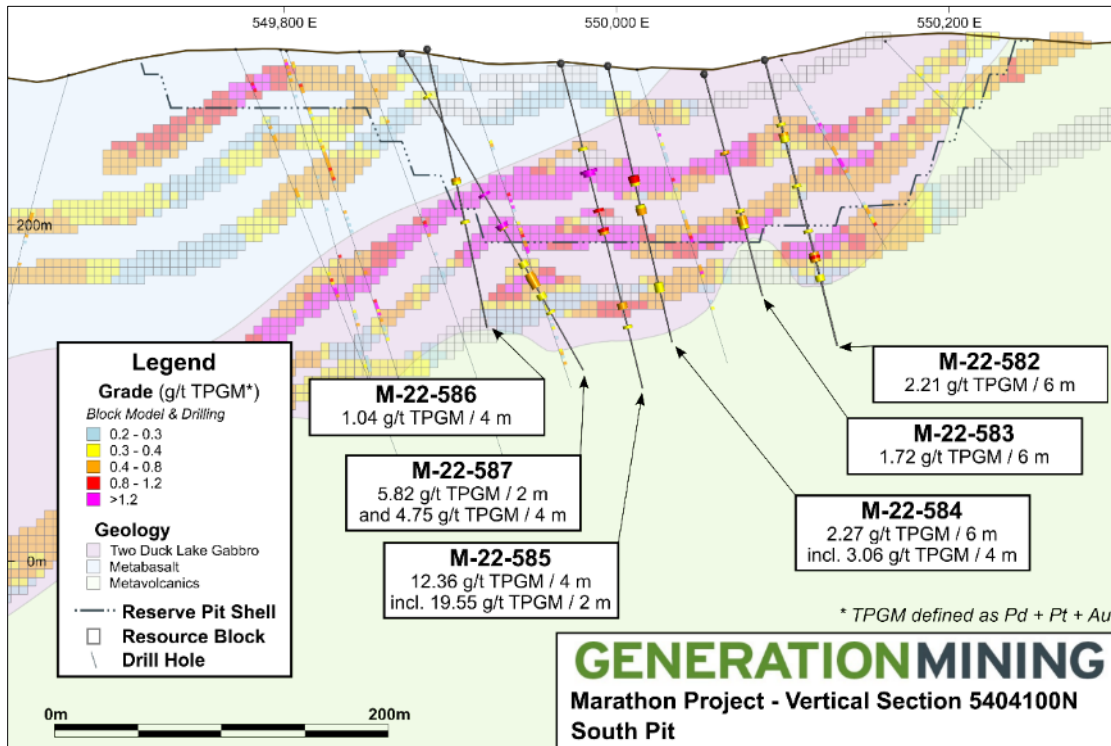 549,800 E
550,000 E
550,200 E
200m
0m
Legend
Grade (g/t TPGM*)
Block Model & Drilling
0.2 - 0.3
0.3 - 0.4
0.4 - 0.8
0.8 - 1.2
>1.2
Geology
Two Duck Lake Gabbro
Metabasalt
Metavolcanics
Reserve Pit Shell
Resource Block
Drill Hole
M-22-586
1.04 g/t TPGM / 4 m
M-22-587
5.82 g/t TPGM / 2 m
and 4.75 g/t TPGM / 4 m
M-22-585
12.36 g/t TPGM / 4 m
incl. 19.55 g/t TPGM / 2 m
M-22-582
2.21 g/t TPGM / 6 m
M-22-583
1.72 g/t TPGM / 6 m
M-22-584
2.27 g/t TPGM / 6 m
incl. 3.06 g/t TPGM / 4 m
* TPGM defined as Pd + Pt + Au
GENERATIONMINING
Marathon Project - Vertical Section 5404100N
South Pit
0m
200m